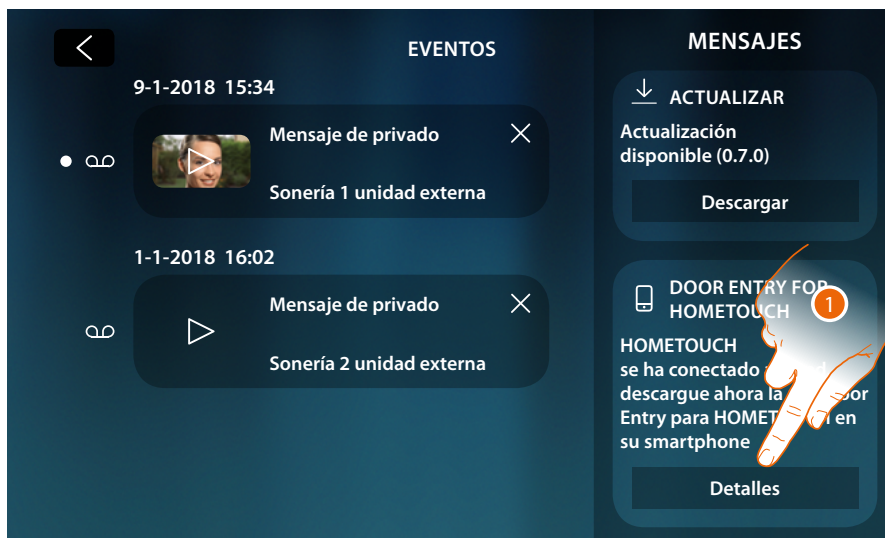 EVENTOS
9-1-2018 15:34
Mensaje de privado
Sonería 1 unidad externa
1-1-2018 16:02
Mensaje de privado
Sonería 2 unidad externa
MENSAJES
ACTUALIZAR
Actualización
disponible (0.7.0)
Descargar
DOOR ENTRY FOR
HOMETOUCH
1
HOMETOUCH
se ha conectado
descargue ahora la
Entry para en
su smartphone
Detalles